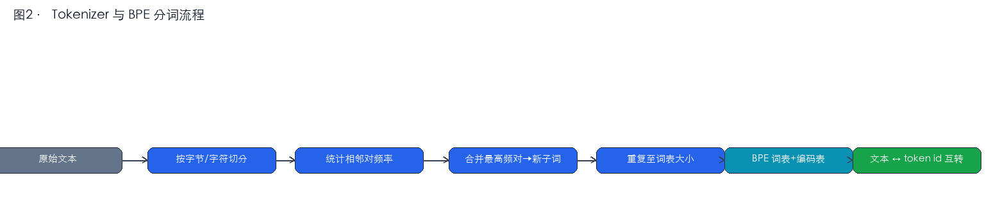 图2 · Tokenizer 与 BPE 分词流程
原始文本
按字节/字符切分
统计相邻对频率
合并最高频对→新子词
重复至词表大小
BPE 词表+编码表
文本 ↔ token id 互转